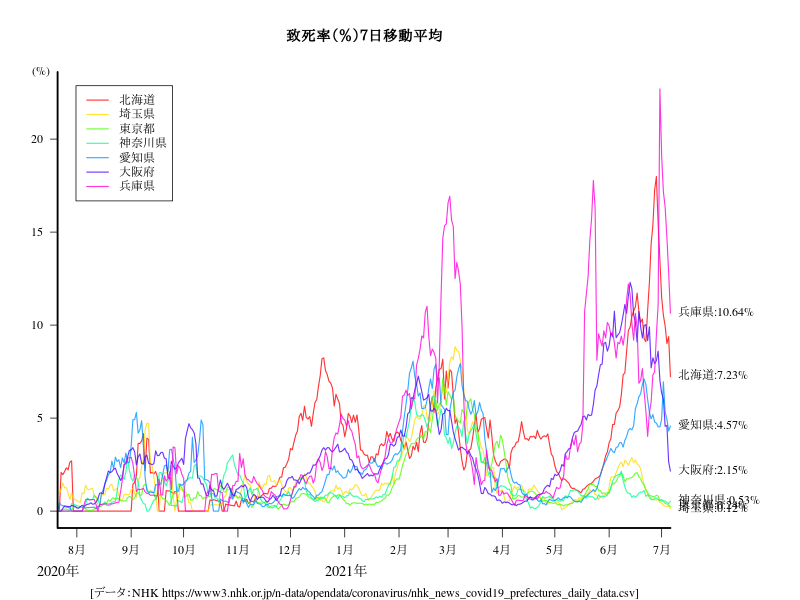 致死率(%)7日移動平均
(%)
20
15
10
5
0
北海道
埼玉県
東京都
神奈川県
愛知県
大阪府
兵庫県
兵庫県:10.64%
北海道:7.23%
愛知県:4.57%
大阪府:2.15%
神奈川県:0.53%
埼玉県:0.12%
8月 9月 10月 11月 12月 1月 2月 3月 4月 5月 6月 7月
2020年 2021年
[データ:NHK https://www3.nhk.or.jp/n-data/opendata/coronavirus/nhk_news_covid19_prefectures_daily_data.csv]